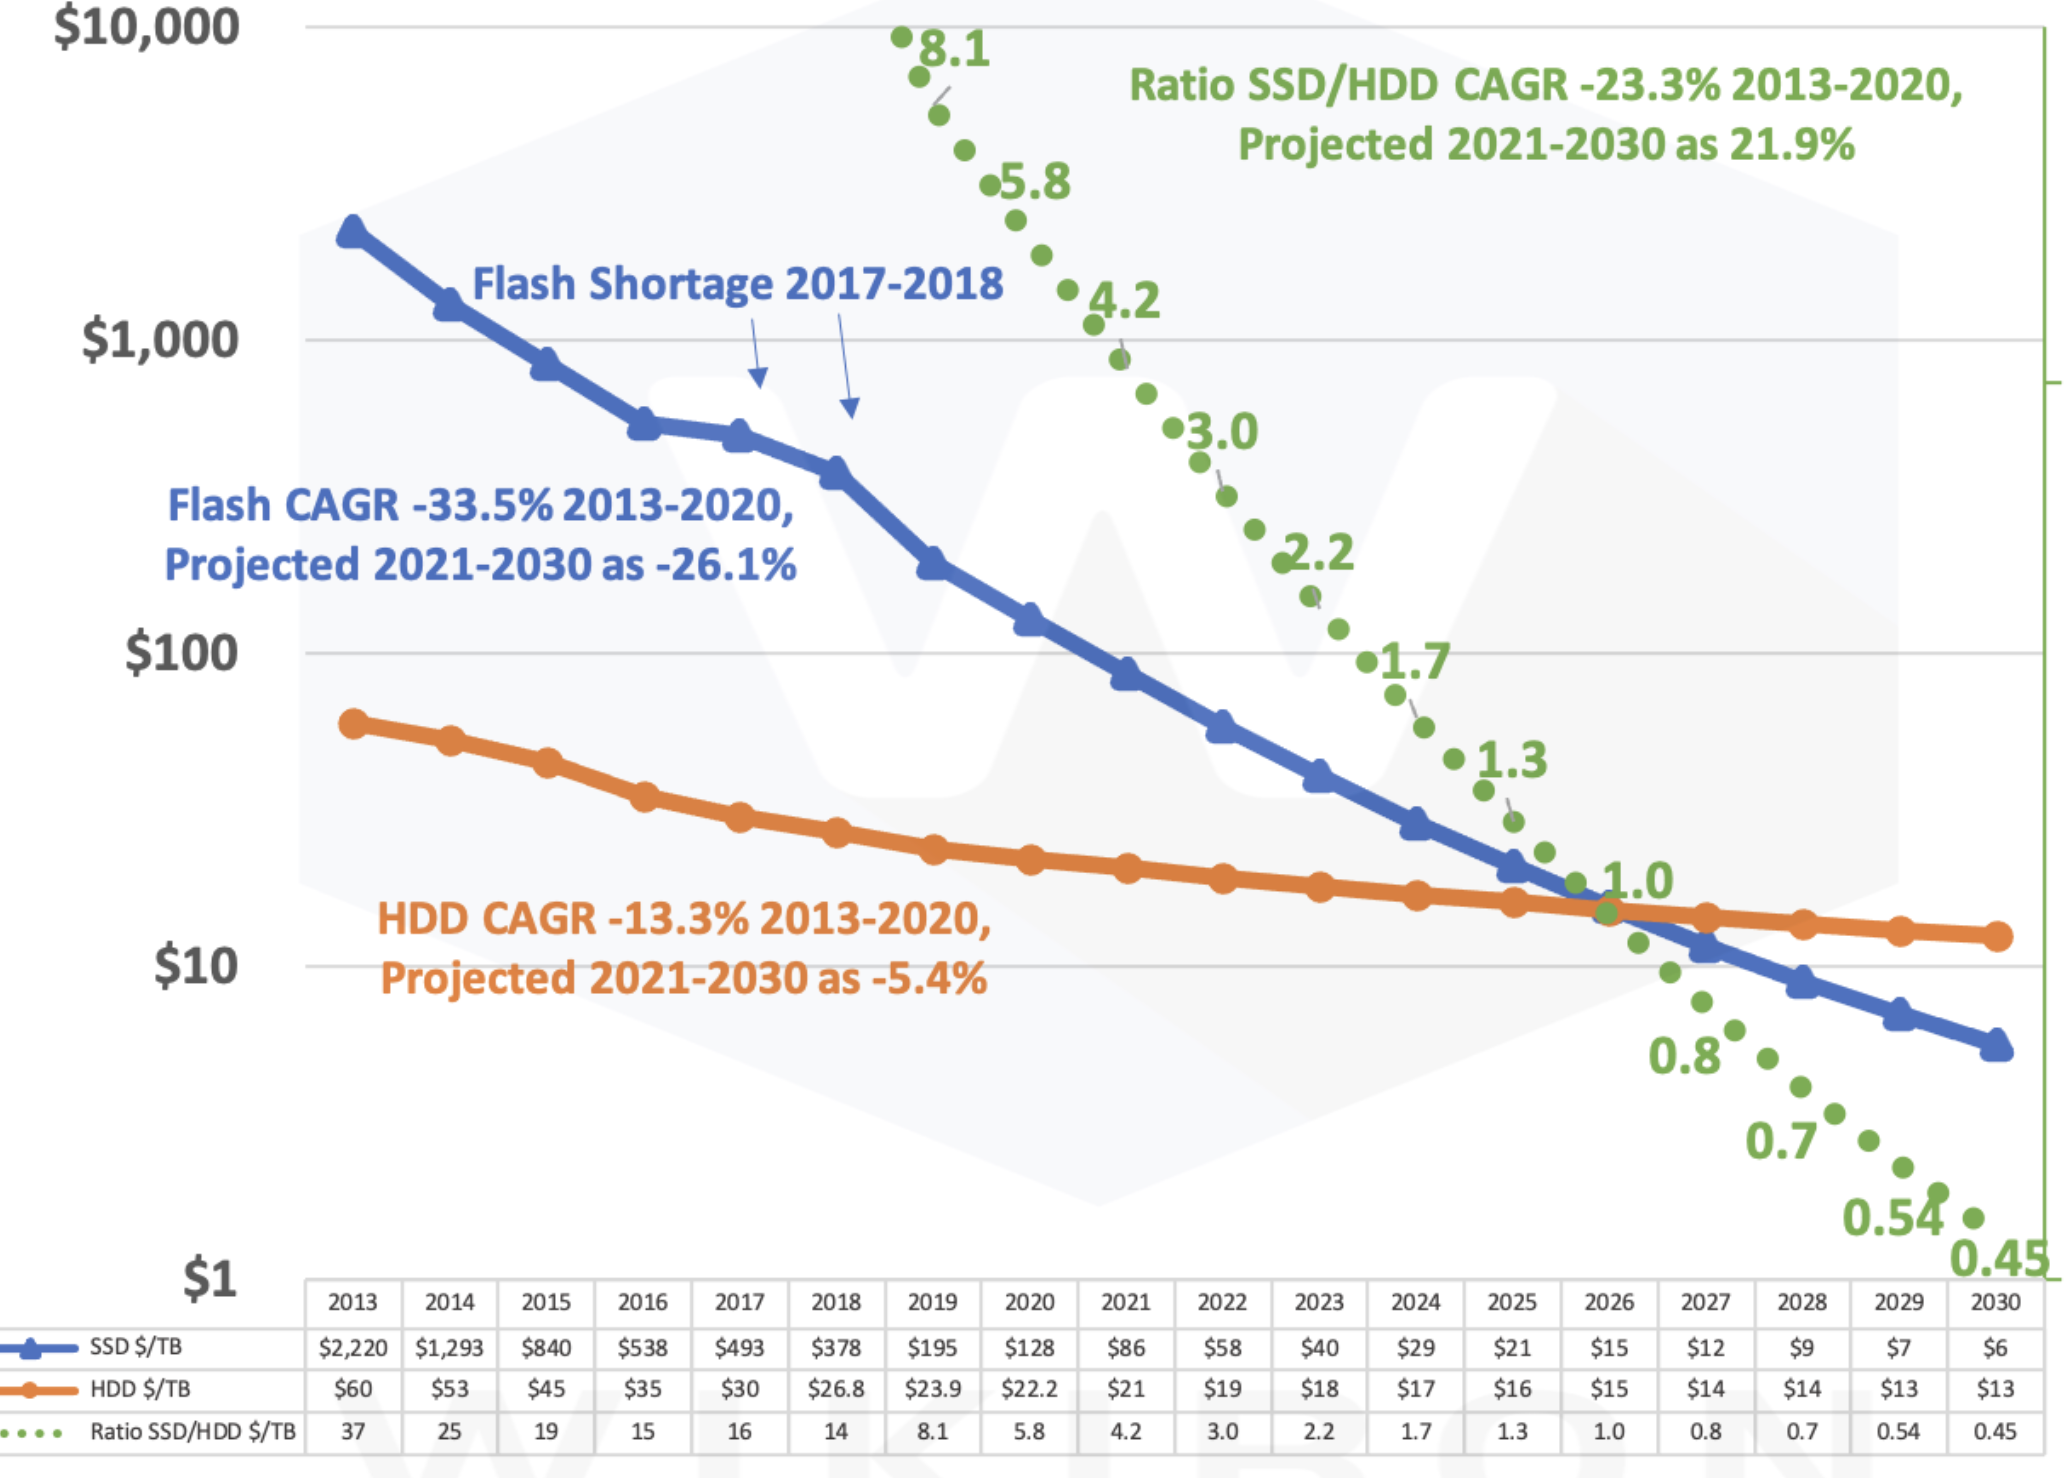 $10,000
8.1
Ratio SSD/HDD CAGR -23.3% 2013-2020,
Projected 2021-2030 as 21.9%
5.8
Flash Shortage 2017-2018
4.2
$1,000
3.0
Flash CAGR -33.5% 2013-2020,
Projected 2021-2030 as -26.1%
2.2
$100
1.7
1.3
1.0
HDD CAGR -13.3% 2013-2020,
Projected 2021-2030 as -5.4%
$10
0.8
0.7
0.54
0.45
$1
2013 2014 2015 2016 2017 2018 2019 2020 2021 2022 2023 2024 2025 2026 2027 2028 2029 2030
SSD $/TB $2,220 $1,293 $840 $538 $493 $378 $195 $128 $86 $58 $40 $29 $21 $15 $12 $9 $7 $6
HDD $/TB $60 $53 $45 $35 $30 $26.8 $23.9 $22.2 $21 $19 $18 $17 $16 $15 $14 $14 $13 $13
Ratio SSD/HDD $/TB 37 25 19 15 16 14 8.1 5.8 4.2 3.0 2.2 1.7 1.3 1.0 0.8 0.7 0.54 0.45
WIKIBON